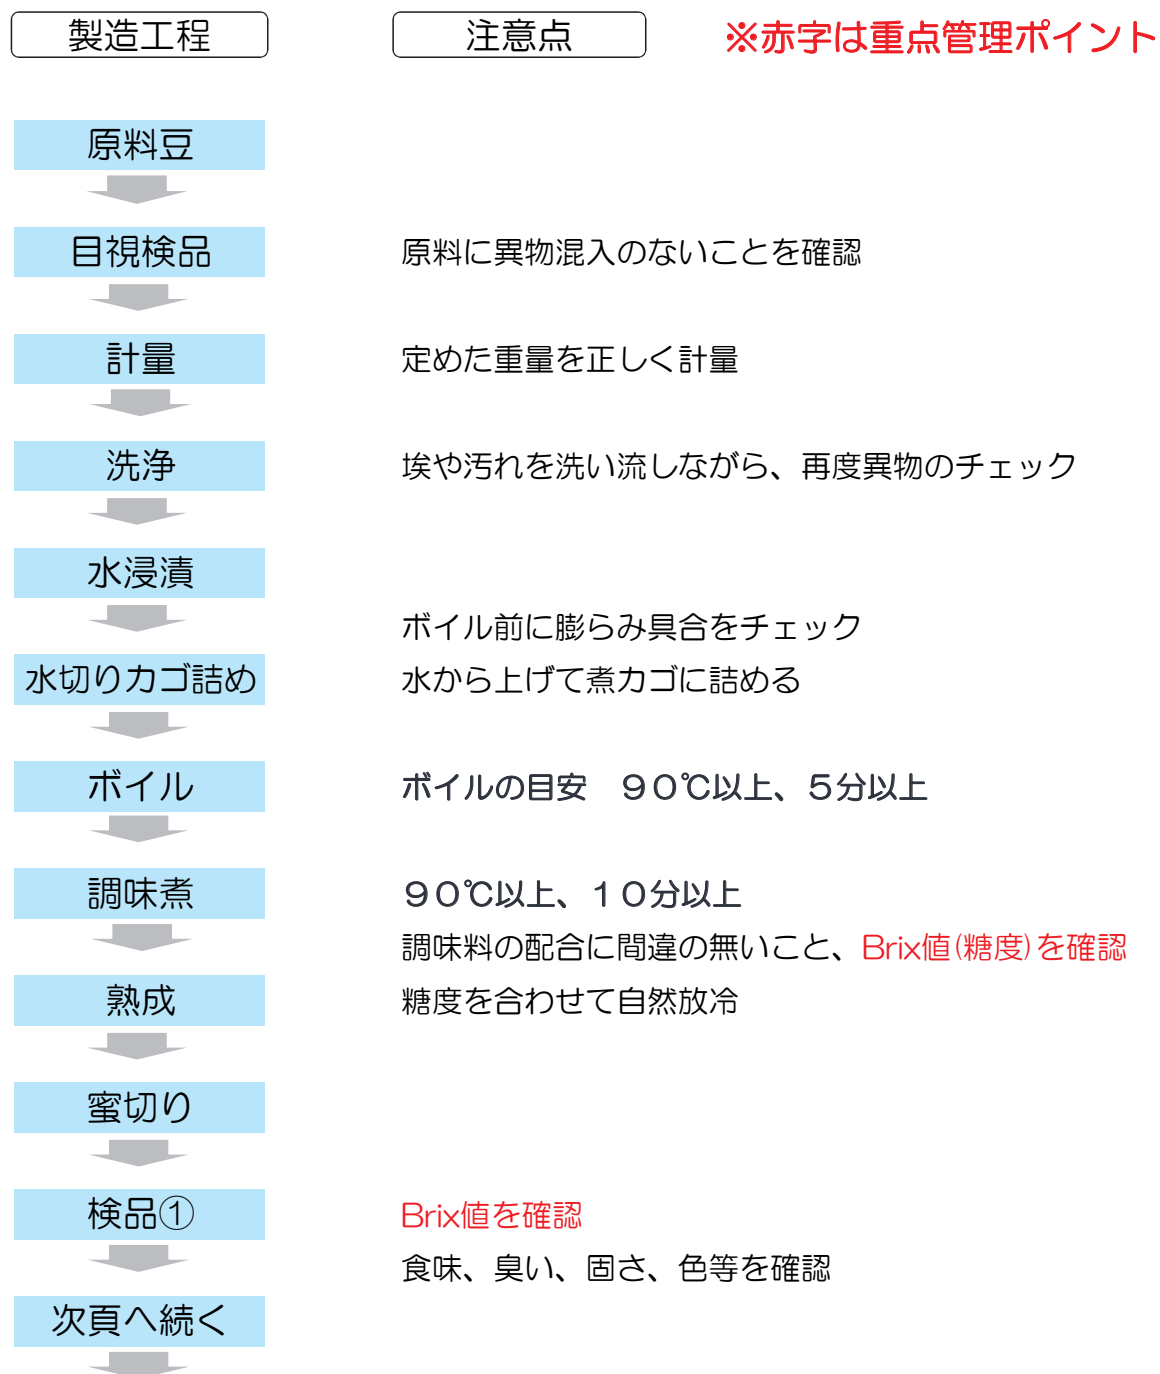 製造工程 注意点 ※赤字は重点管理ポイント
原料豆
目視検品 原料に異物混入のないことを確認
計量 定めた重量を正しく計量
洗浄 埃や汚れを洗い流しながら、再度異物のチェック
水浸漬
ボイル前に膨らみ具合をチェック
水切りカゴ詰め 水から上げて煮カゴに詰める
ボイル ボイルの目安 90℃以上、5分以上
調味煮 90℃以上、10分以上
調味料の配合に間違の無いこと、Brix値(糖度)を確認
熟成 糖度を合わせて自然放冷
蜜切り
検品① Brix値を確認
食味、臭い、固さ、色等を確認
次頁へ続く